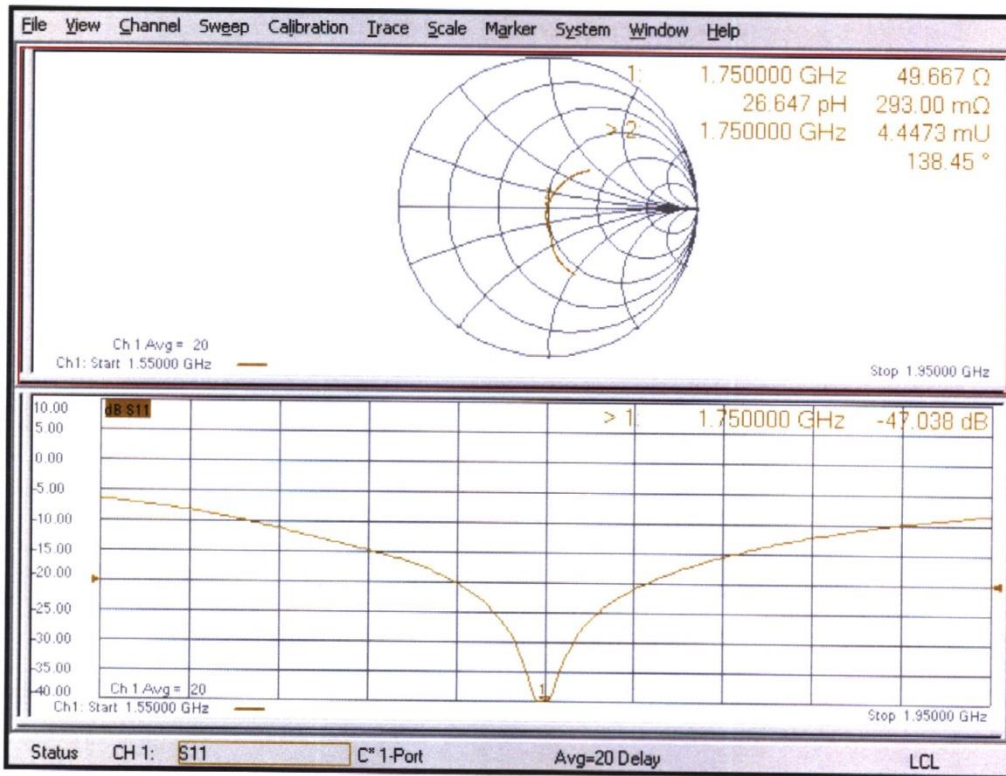 File View Channel Sweep Calibration Trace Scale Marker System Window Help
1: 1.750000 GHz 49.667 Ω
26.647 pH 293.00 mΩ
> 2: 1.750000 GHz 4.4473 mU
138.45 °
Ch 1 Avg = 20
Ch1: Start 1.55000 GHz
Stop 1.95000 GHz
10.00
dB S11
> 1: 1.750000 GHz -47.038 dB
5.00
0.00
-5.00
-10.00
-15.00
-20.00
-25.00
-30.00
-35.00
-40.00
1
Ch 1 Avg = 20
Ch1: Start 1.55000 GHz
Stop 1.95000 GHz
Status CH 1: S11 C* 1-Port Avg=20 Delay LCL